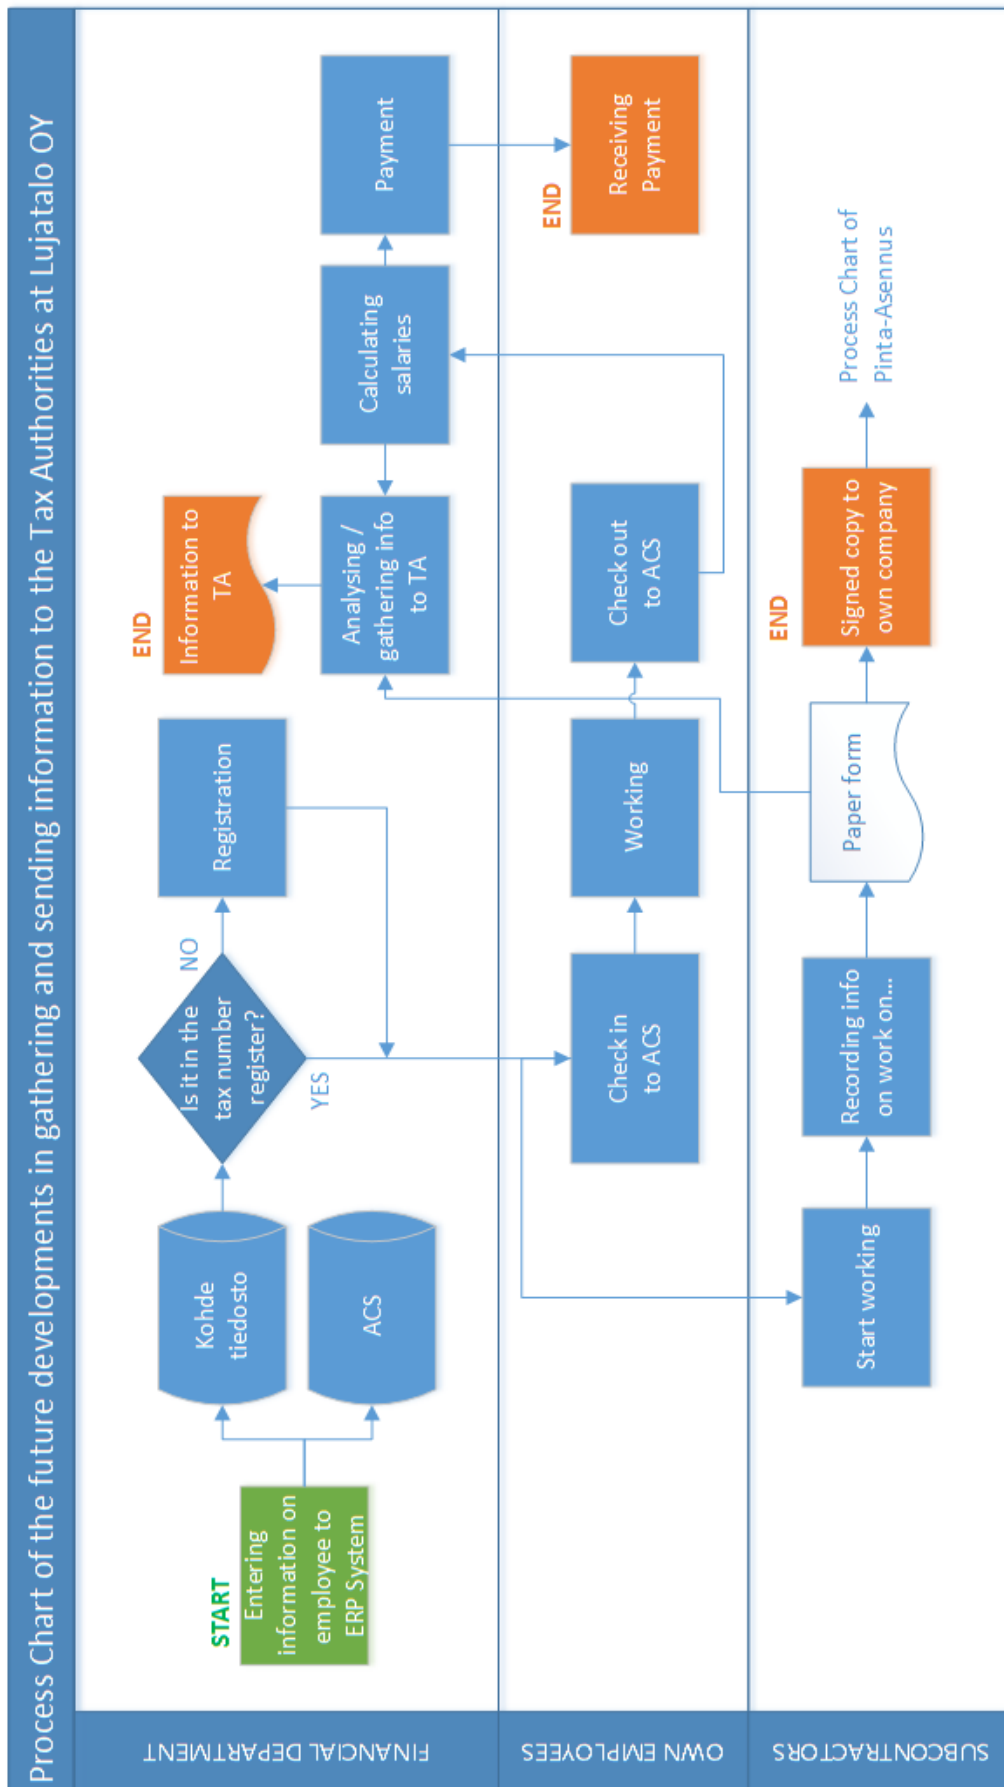 Process Chart of the future developments in gathering and sending information to the Tax Authorities at Lujatalo OY
FINANCIAL DEPARTMENT
START
Entering
information on
employee to
ERP System
Kohde
tiedosto
ACS
Is it in the
tax number
register?
NO
YES
Registration
END
Information to
TA
Analysing /
gathering info
to TA
Calculating
salaries
Payment
OWN EMPLOYEES
Check in
to ACS
Working
Check out
to ACS
END
Receiving
Payment
SUBCONTRACTORS
Start working
Recording info
on work on...
Paper form
END
Signed copy to
own company
Process Chart of
Pinta-Asennus